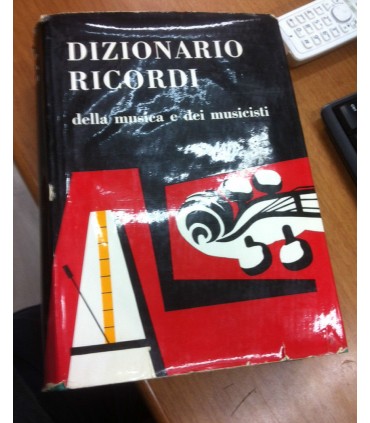 DIZIONARIO
RICORDI
della musica e dei musicisti